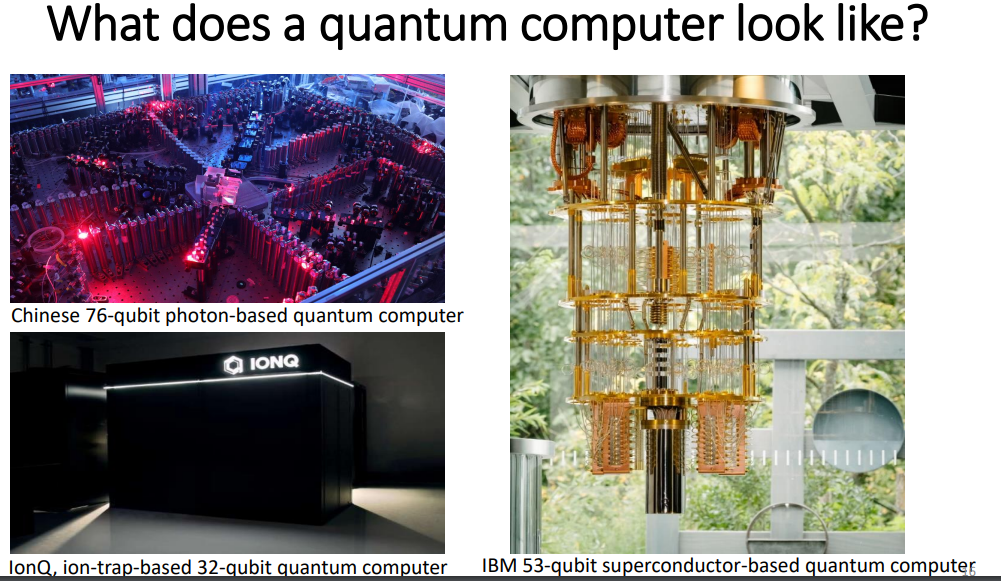 What does a quantum computer look like?
Chinese 76-qubit photon-based quantum computer
IONQ
IonQ, ion-trap-based 32-qubit quantum computer
IBM 53-qubit superconductor-based quantum computer
16